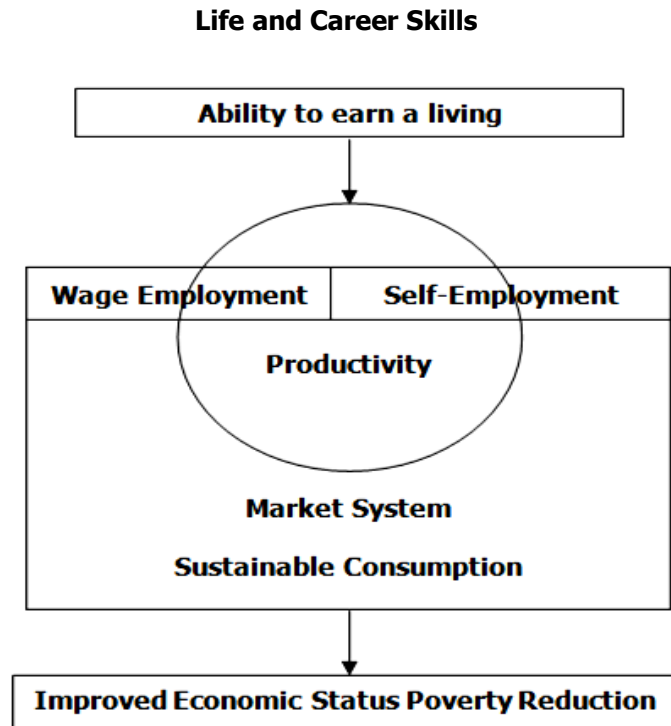 Life and Career Skills
Ability to earn a living
Wage Employment
Self-Employment
Productivity
Market System
Sustainable Consumption
Improved Economic Status Poverty Reduction